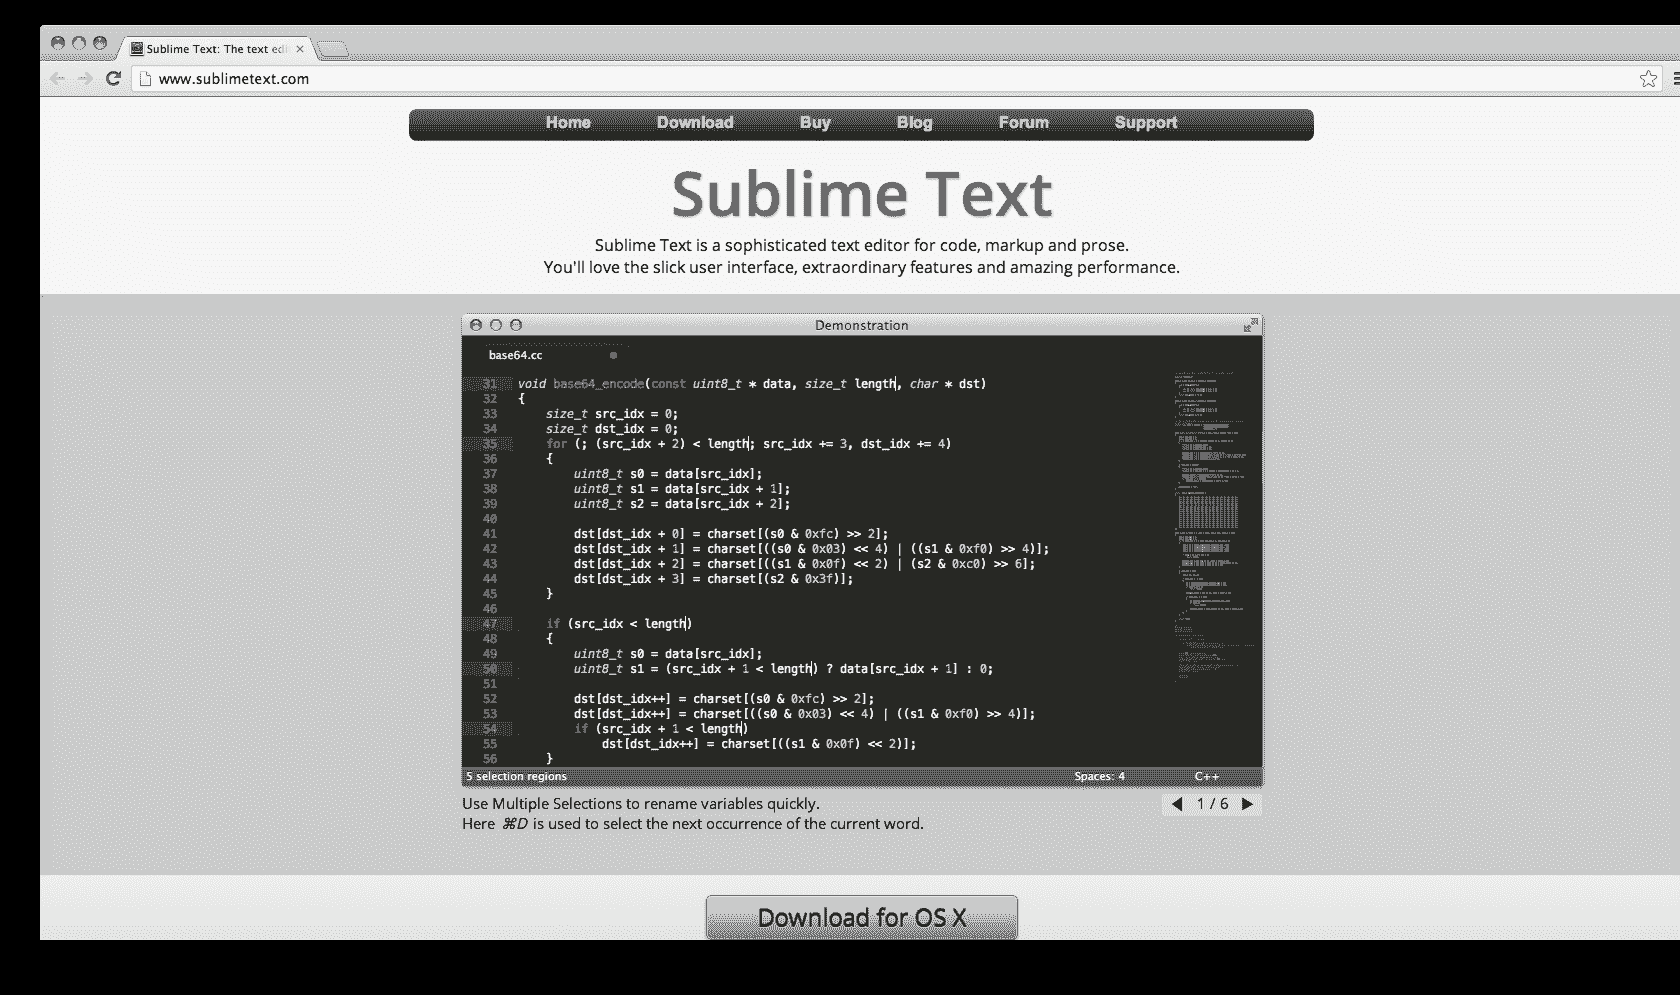 Sublime Text: The text edi
www.sublimetext.com
Home Download Buy Blog Forum Support
Sublime Text
Sublime Text is a sophisticated text editor for code, markup and prose.
You'll love the slick user interface, extraordinary features and amazing performance.
Demonstration
base64.cc
31 void base64_encode(const uint8_t * data, size_t length, char * dst)
32 {
33     size_t src_idx = 0;
34     size_t dst_idx = 0;
35     for (; (src_idx + 2) < length; src_idx += 3, dst_idx += 4)
36     {
37         uint8_t s0 = data[src_idx];
38         uint8_t s1 = data[src_idx + 1];
39         uint8_t s2 = data[src_idx + 2];
40
41         dst[dst_idx + 0] = charset[(s0 & 0xfc) >> 2];
42         dst[dst_idx + 1] = charset[((s0 & 0x03) << 4) | ((s1 & 0xf0) >> 4)];
43         dst[dst_idx + 2] = charset[((s1 & 0x0f) << 2) | (s2 & 0xc0) >> 6];
44         dst[dst_idx + 3] = charset[(s2 & 0x3f)];
45     }
46
47     if (src_idx < length)
48     {
49         uint8_t s0 = data[src_idx];
50         uint8_t s1 = (src_idx + 1 < length) ? data[src_idx + 1] : 0;
51
52         dst[dst_idx++] = charset[(s0 & 0xfc) >> 2];
53         dst[dst_idx++] = charset[((s0 & 0x03) << 4) | ((s1 & 0xf0) >> 4)];
54         if (src_idx + 1 < length)
55             dst[dst_idx++] = charset[((s1 & 0x0f) << 2)];
56     }
5 selection regions Spaces: 4 C++
Use Multiple Selections to rename variables quickly.
Here ⌘D is used to select the next occurrence of the current word.
◀ 1 / 6 ▶
Download for OS X